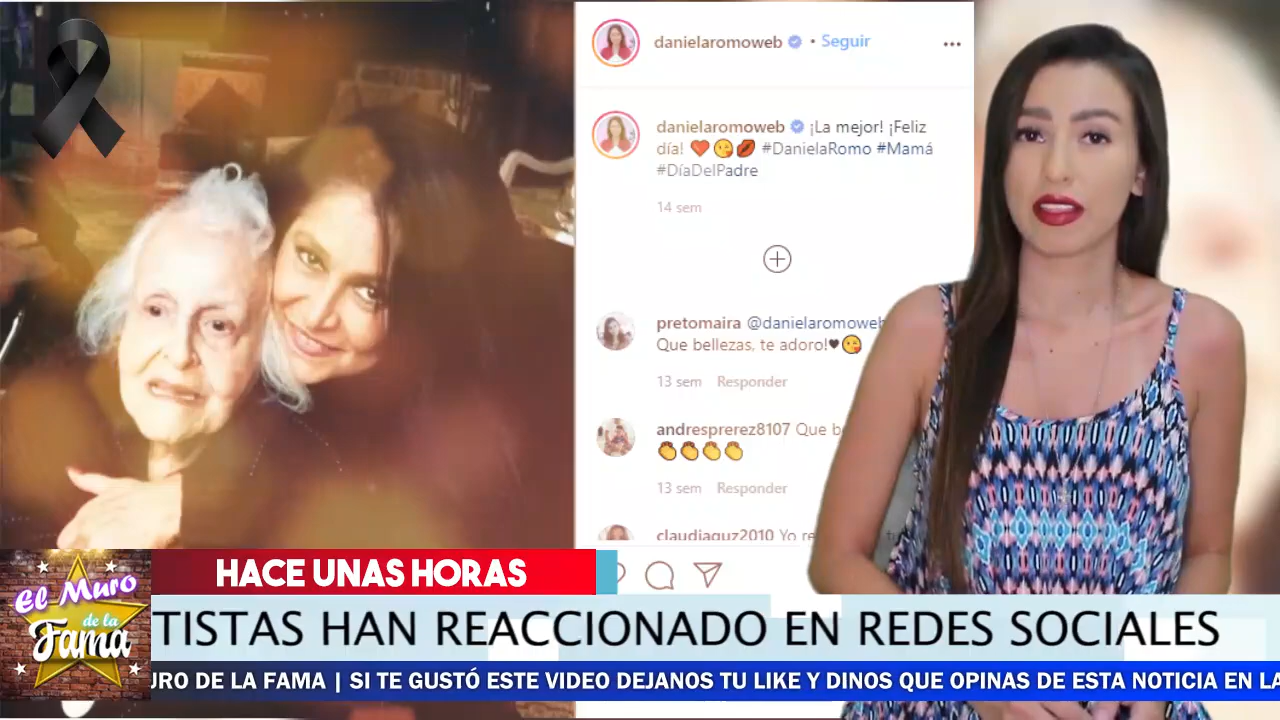 danielaromoweb • Seguir
danielaromoweb ¡La mejor! ¡Feliz
día! ❤️😘💋 #DanielaRomo #Mamá
#DíaDelPadre
14 sem
pretomaira @danielaromoweb
Que bellezas, te adoro!♥😘
13 sem Responder
andresprerez8107 Que
👏👏👏👏
13 sem Responder
claudiaguz2010 Yo
El Muro
de la
Fama
HACE UNAS HORAS
TISTAS HAN REACCIONADO EN REDES SOCIALES
URO DE LA FAMA | SI TE GUSTÓ ESTE VIDEO DEJANOS TU LIKE Y DINOS QUE OPINAS DE ESTA NOTICIA EN LA